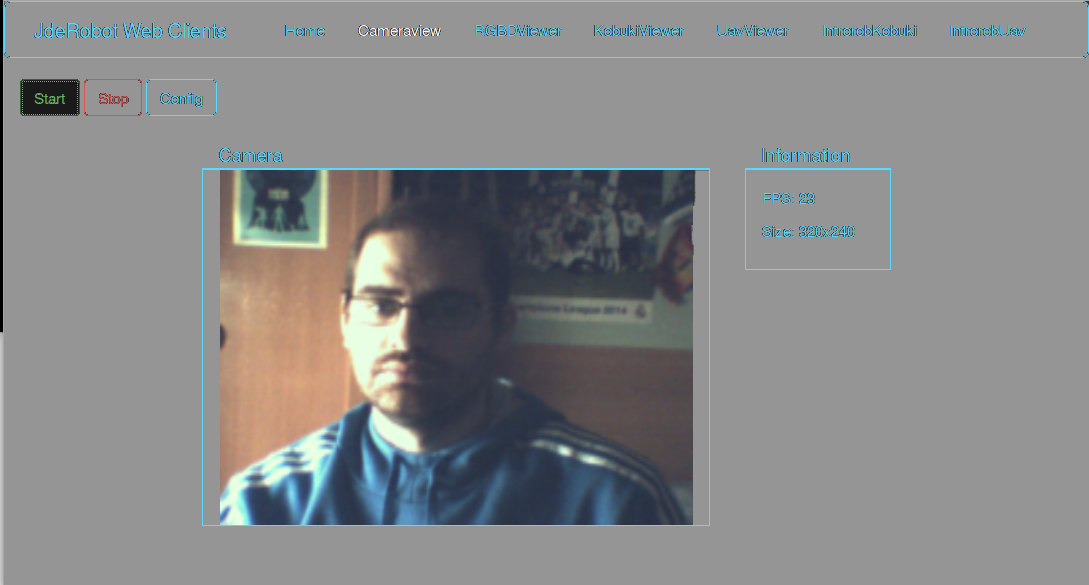 JdeRobot Web Clients Home Cameraview RGBDViewer KobukiViewer UavViewer IntrorobKobuki IntrorobUav
Start Stop Config
Camera Information
FPS: 23
Size: 320x240
League 2014